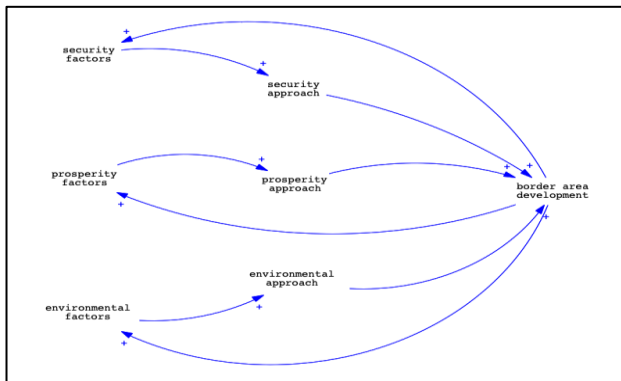 +
security
factors
+
security
approach
+
prosperity
factors
+
prosperity
approach
+
+
border area
development
+
environmental
approach
+
+
environmental
factors
+